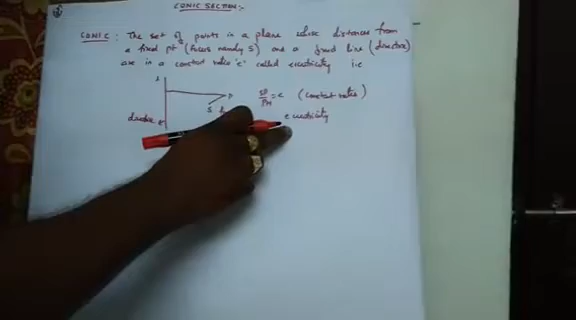 CONIC SECTION:-
CONIC : The set of points in a plane whose distances from
a fixed pt (focus namely S) and a fixed line (directrix)
are in a constant ratio 'e' called eccentricity i.e
P
S
SP/PM = e (constant ratio)
eccentricity